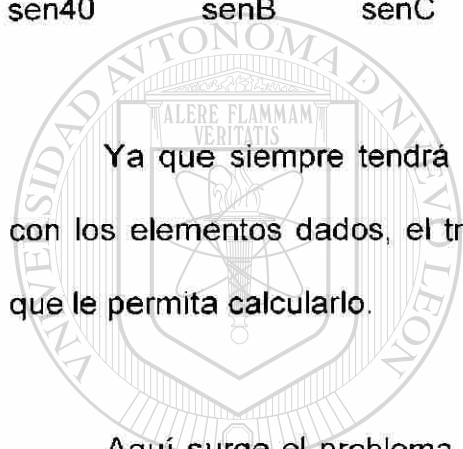 sen40 senB senC
ALERE FLAMMAM
VERITATIS
Ya que siempre tendrá
con los elementos dados, el tr
que le permita calcularlo.
Aquí surge el problema